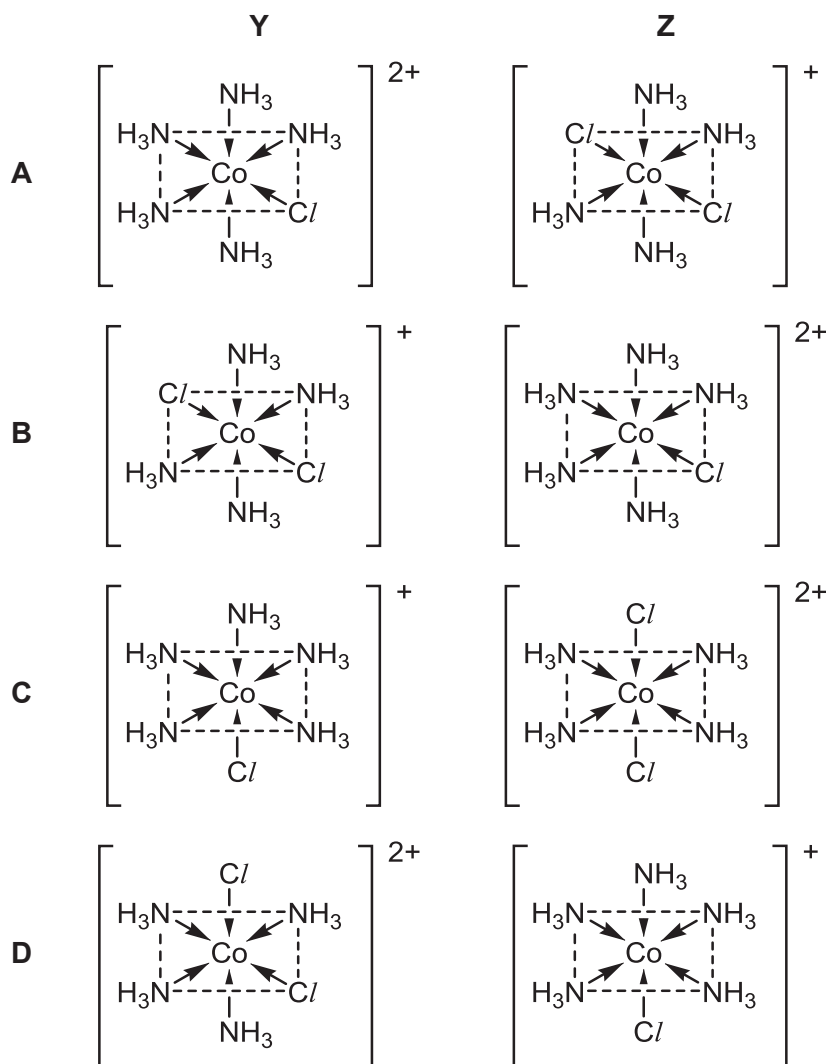 Y Z
2+ +
NH3 NH3
H3N NH3 Cl NH3
A Co Co
H3N Cl H3N Cl
NH3 NH3
+ 2+
NH3 NH3
Cl NH3 H3N NH3
B Co Co
H3N Cl H3N Cl
NH3 NH3
+ 2+
NH3 Cl
H3N NH3 H3N NH3
C Co Co
H3N NH3 H3N NH3
Cl Cl
2+ +
Cl NH3
H3N NH3 H3N NH3
D Co Co
H3N Cl H3N NH3
NH3 Cl